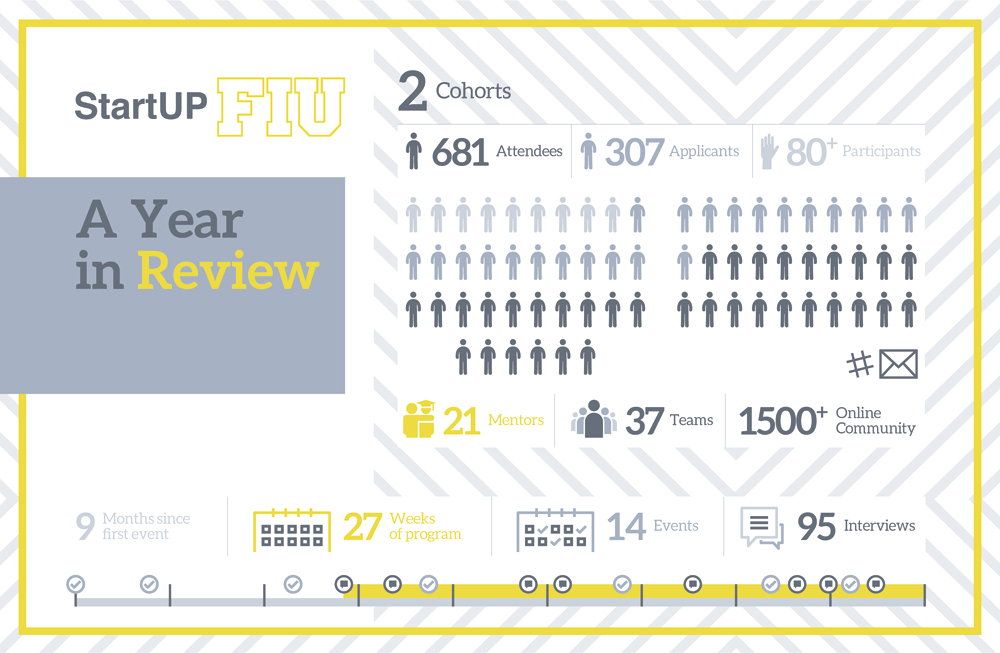 StartUP FIU
A Year
in Review
2 Cohorts
681 Attendees
307 Applicants
80+ Participants
#
21 Mentors
37 Teams
1500+ Online
Community
9 Months since
first event
27 Weeks
of program
14 Events
95 Interviews